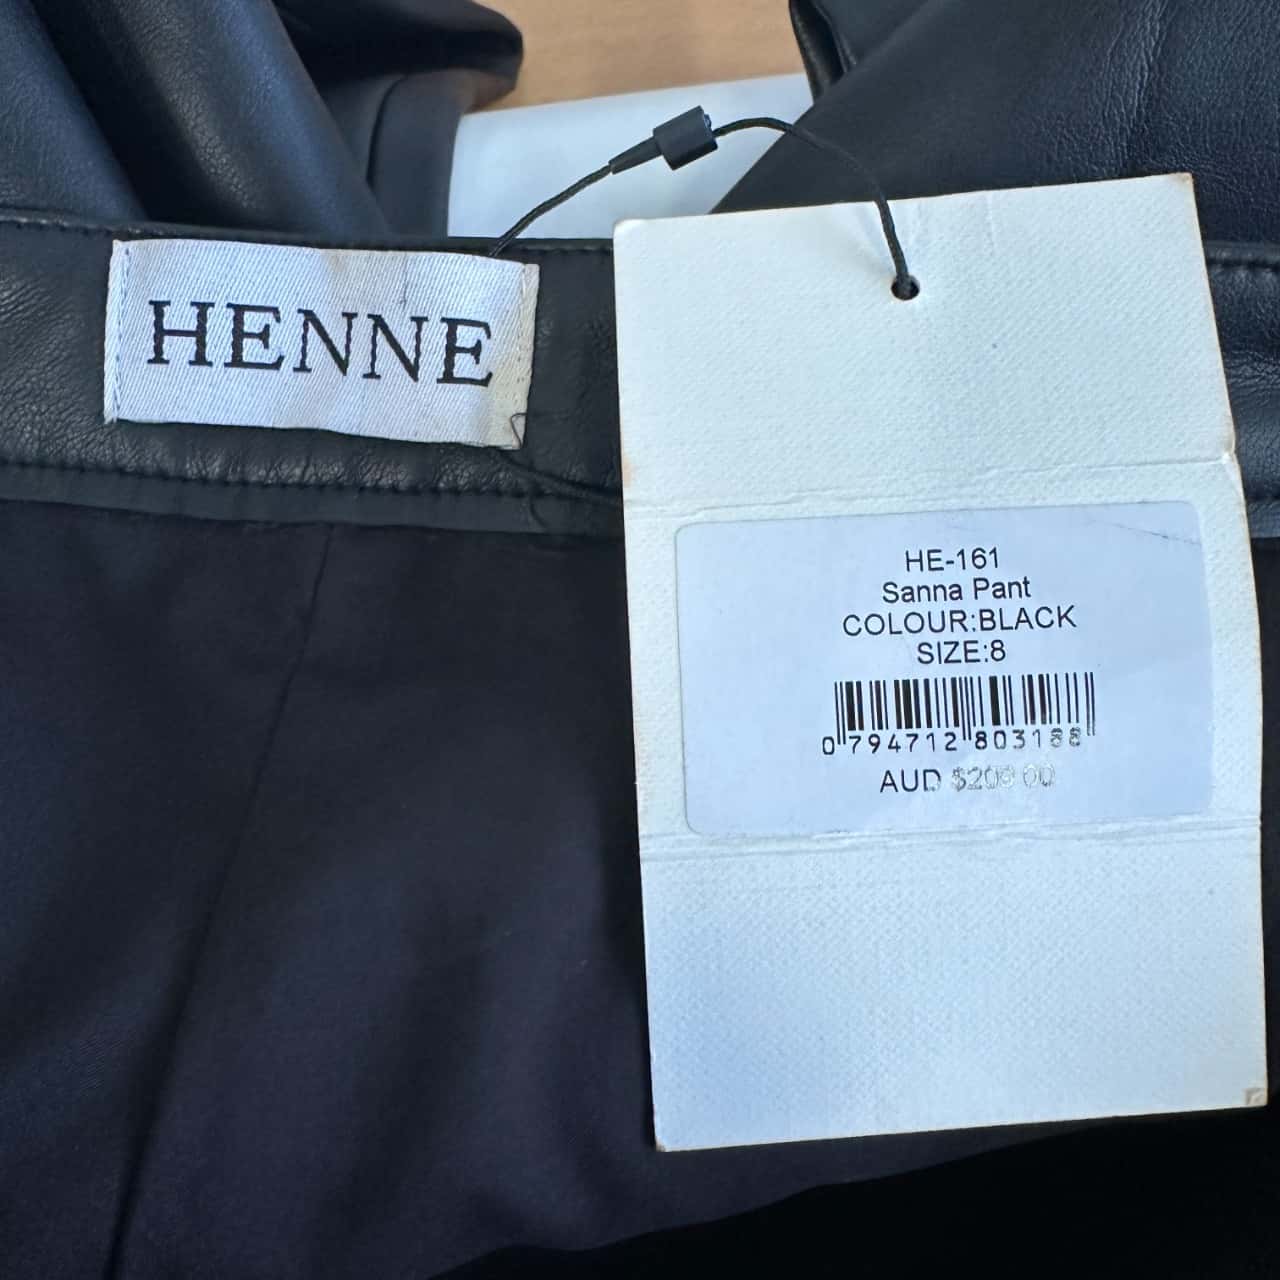 HENNE
HE-161
Sanna Pant
COLOUR:BLACK
SIZE:8
0 794712 803188
AUD